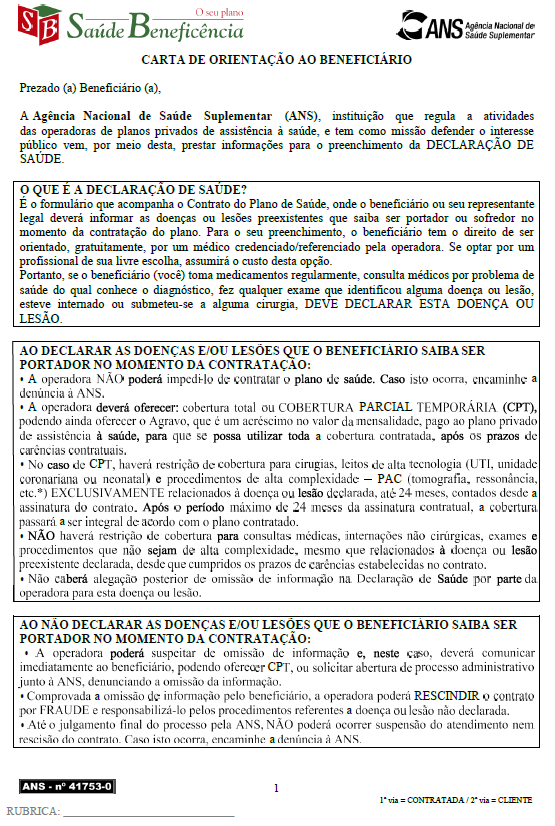 SB
O seu plano
Saúde Beneficência
ANS
Agência Nacional de
Saúde Suplementar
CARTA DE ORIENTAÇÃO AO BENEFICIÁRIO
Prezado (a) Beneficiário (a),
A Agência Nacional de Saúde Suplementar (ANS), instituição que regula a atividades
das operadoras de planos privados de assistência à saúde, e tem como missão defender o interesse
público vem, por meio desta, prestar informações para o preenchimento da DECLARAÇÃO DE
SAÚDE.
O QUE É A DECLARAÇÃO DE SAÚDE?
É o formulário que acompanha o Contrato do Plano de Saúde, onde o beneficiário ou seu representante
legal deverá informar as doenças ou lesões preexistentes que saiba ser portador ou sofredor no
momento da contratação do plano. Para o seu preenchimento, o beneficiário tem o direito de ser
orientado, gratuitamente, por um médico credenciado/referenciado pela operadora. Se optar por um
profissional de sua livre escolha, assumirá o custo desta opção.
Portanto, se o beneficiário (você) toma medicamentos regularmente, consulta médicos por problema de
saúde do qual conhece o diagnóstico, fez qualquer exame que identificou alguma doença ou lesão,
esteve internado ou submeteu-se a alguma cirurgia, DEVE DECLARAR ESTA DOENÇA OU
LESÃO.
AO DECLARAR AS DOENÇAS E/OU LESÕES QUE O BENEFICIÁRIO SAIBA SER
PORTADOR NO MOMENTO DA CONTRATAÇÃO:
• A operadora NÃO poderá impedi-lo de contratar o plano de saúde. Caso isto ocorra, encaminhe a
denúncia à ANS.
• A operadora deverá oferecer: cobertura total ou COBERTURA PARCIAL TEMPORÁRIA (CPT),
podendo ainda oferecer o Agravo, que é um acréscimo no valor da mensalidade, pago ao plano privado
de assistência à saúde, para que se possa utilizar toda a cobertura contratada, após os prazos de
carências contratuais.
• No caso de CPT, haverá restrição de cobertura para cirugias, leitos de alta tecnologia (UTI, unidade
coronariana ou neonatal) e procedimentos de alta complexidade – PAC (tomografia, ressonância,
etc.*) EXCLUSIVAMENTE relacionados à doença ou lesão declarada, até 24 meses, contados desde a
assinatura do contrato. Após o período máximo de 24 meses da assinatura contratual, a cobertura
passará a ser integral de acordo com o plano contratado.
• NÃO haverá restrição de cobertura para consultas médicas, internações não cirúrgicas, exames e
procedimentos que não sejam de alta complexidade, mesmo que relacionados à doença ou lesão
preexistente declarada, desde que cumpridos os prazos de carências estabelecidas no contrato.
• Não caberá alegação posterior de omissão de informação na Declaração de Saúde por parte da
operadora para esta doença ou lesão.
AO NÃO DECLARAR AS DOENÇAS E/OU LESÕES QUE O BENEFICIÁRIO SAIBA SER
PORTADOR NO MOMENTO DA CONTRATAÇÃO:
• A operadora poderá suspeitar de omissão de informação e, neste caso, deverá comunicar
imediatamente ao beneficiário, podendo oferecer CPT, ou solicitar abertura de processo administrativo
junto à ANS, denunciando a omissão da informação.
• Comprovada a omissão de informação pelo beneficiário, a operadora poderá RESCINDIR o contrato
por FRAUDE e responsabilizá-lo pelos procedimentos referentes a doença ou lesão não declarada.
• Até o julgamento final do processo pela ANS, NÃO poderá ocorrer suspensão do atendimento nem
rescisão do contrato. Caso isto ocorra, encaminhe a denúncia à ANS.
ANS - nº 41753-0
1
1ª via = CONTRATADA / 2ª via = CLIENTE
RUBRICA: ____________________________